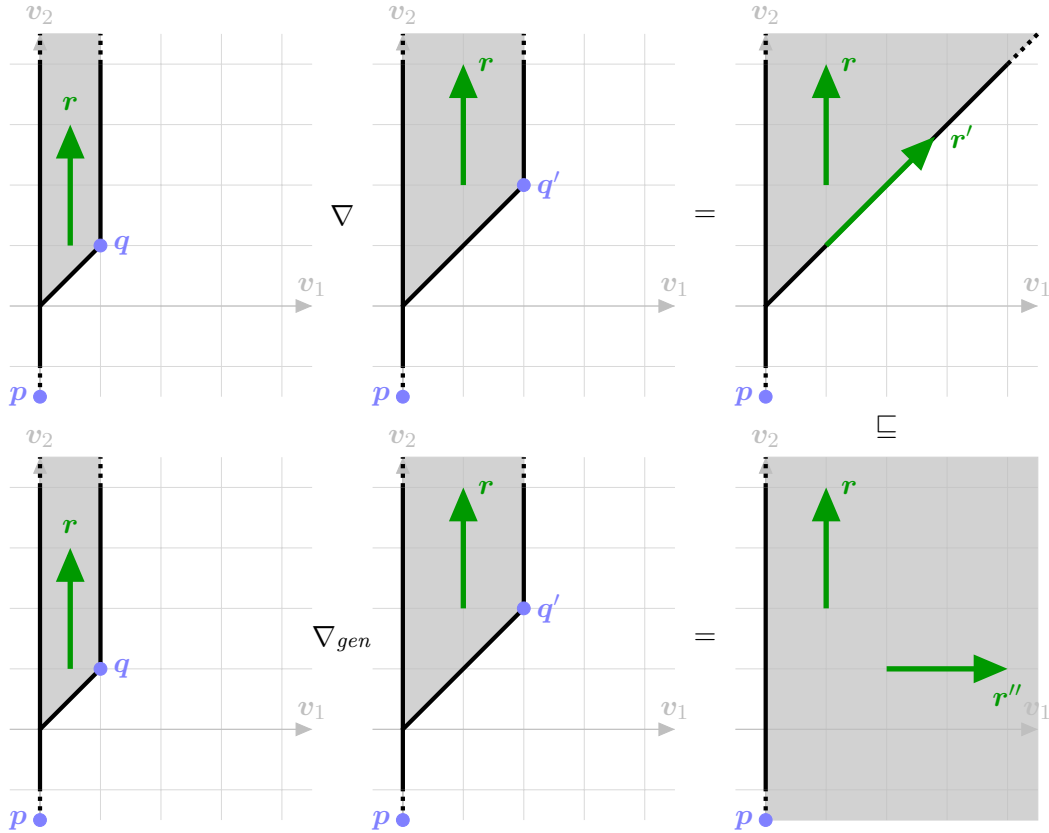 v₂ v₂ v₂
r r r
r′
q ∇ q′ =
v₁ v₁ v₁
p p p
⊑
v₂ v₂ v₂
r r r
q ∇gen q′ =
r″
v₁ v₁ v₁
p p p